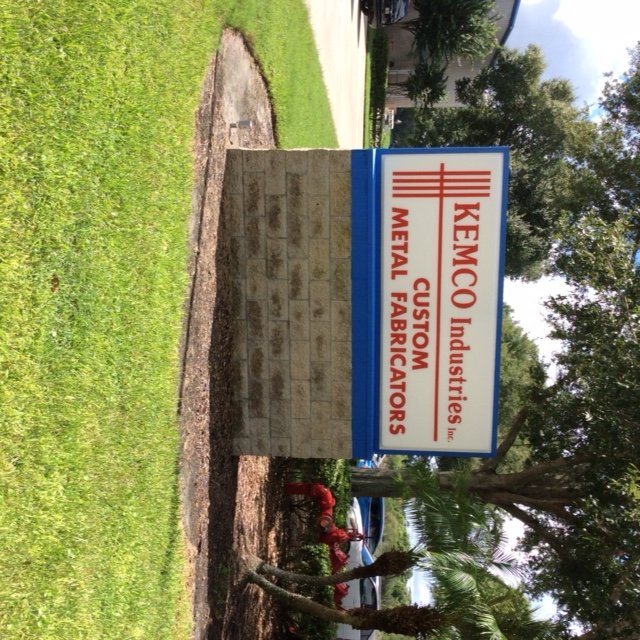 KEMCO Industries Inc.
CUSTOM
METAL FABRICATORS